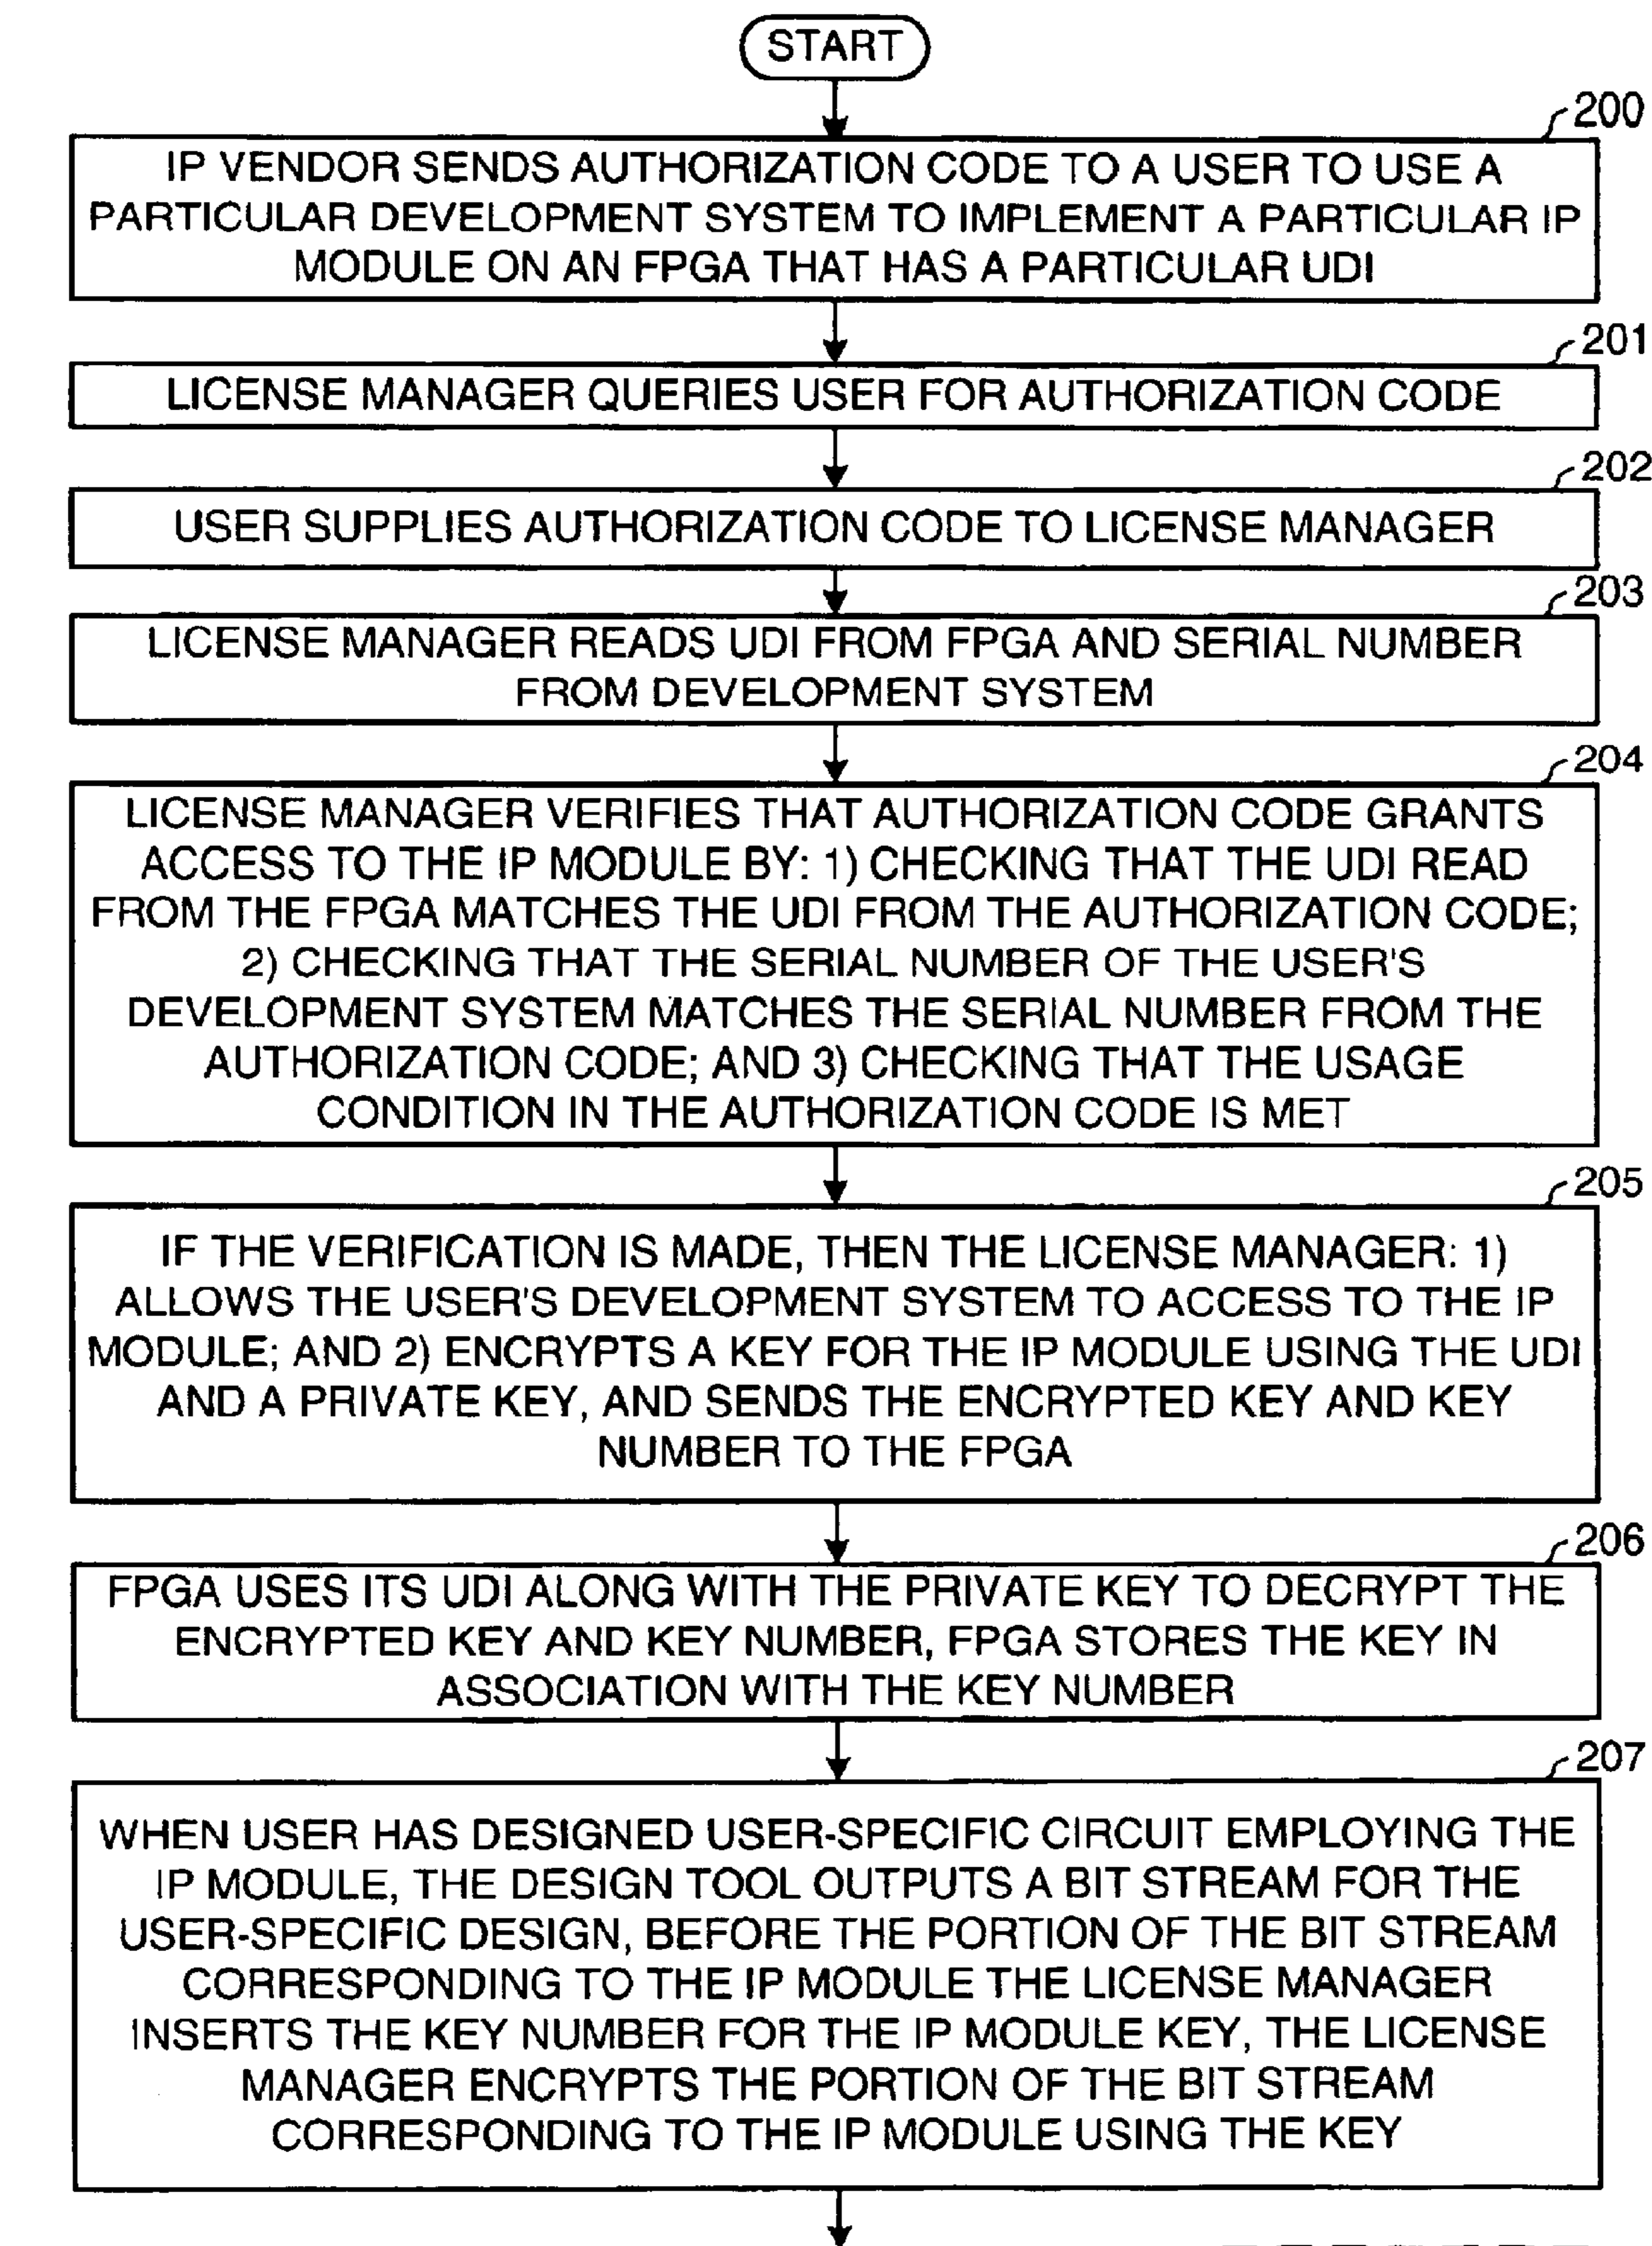 START
200
IP VENDOR SENDS AUTHORIZATION CODE TO A USER TO USE A
PARTICULAR DEVELOPMENT SYSTEM TO IMPLEMENT A PARTICULAR IP
MODULE ON AN FPGA THAT HAS A PARTICULAR UDI
201
LICENSE MANAGER QUERIES USER FOR AUTHORIZATION CODE
202
USER SUPPLIES AUTHORIZATION CODE TO LICENSE MANAGER
203
LICENSE MANAGER READS UDI FROM FPGA AND SERIAL NUMBER
FROM DEVELOPMENT SYSTEM
204
LICENSE MANAGER VERIFIES THAT AUTHORIZATION CODE GRANTS
ACCESS TO THE IP MODULE BY: 1) CHECKING THAT THE UDI READ
FROM THE FPGA MATCHES THE UDI FROM THE AUTHORIZATION CODE;
2) CHECKING THAT THE SERIAL NUMBER OF THE USER'S
DEVELOPMENT SYSTEM MATCHES THE SERIAL NUMBER FROM THE
AUTHORIZATION CODE; AND 3) CHECKING THAT THE USAGE
CONDITION IN THE AUTHORIZATION CODE IS MET
205
IF THE VERIFICATION IS MADE, THEN THE LICENSE MANAGER: 1)
ALLOWS THE USER'S DEVELOPMENT SYSTEM TO ACCESS TO THE IP
MODULE; AND 2) ENCRYPTS A KEY FOR THE IP MODULE USING THE UDI
AND A PRIVATE KEY, AND SENDS THE ENCRYPTED KEY AND KEY
NUMBER TO THE FPGA
206
FPGA USES ITS UDI ALONG WITH THE PRIVATE KEY TO DECRYPT THE
ENCRYPTED KEY AND KEY NUMBER, FPGA STORES THE KEY IN
ASSOCIATION WITH THE KEY NUMBER
207
WHEN USER HAS DESIGNED USER-SPECIFIC CIRCUIT EMPLOYING THE
IP MODULE, THE DESIGN TOOL OUTPUTS A BIT STREAM FOR THE
USER-SPECIFIC DESIGN, BEFORE THE PORTION OF THE BIT STREAM
CORRESPONDING TO THE IP MODULE THE LICENSE MANAGER
INSERTS THE KEY NUMBER FOR THE IP MODULE KEY, THE LICENSE
MANAGER ENCRYPTS THE PORTION OF THE BIT STREAM
CORRESPONDING TO THE IP MODULE USING THE KEY